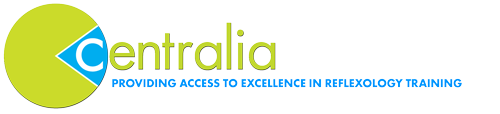 Centralia
PROVIDING ACCESS TO EXCELLENCE IN REFLEXOLOGY TRAINING